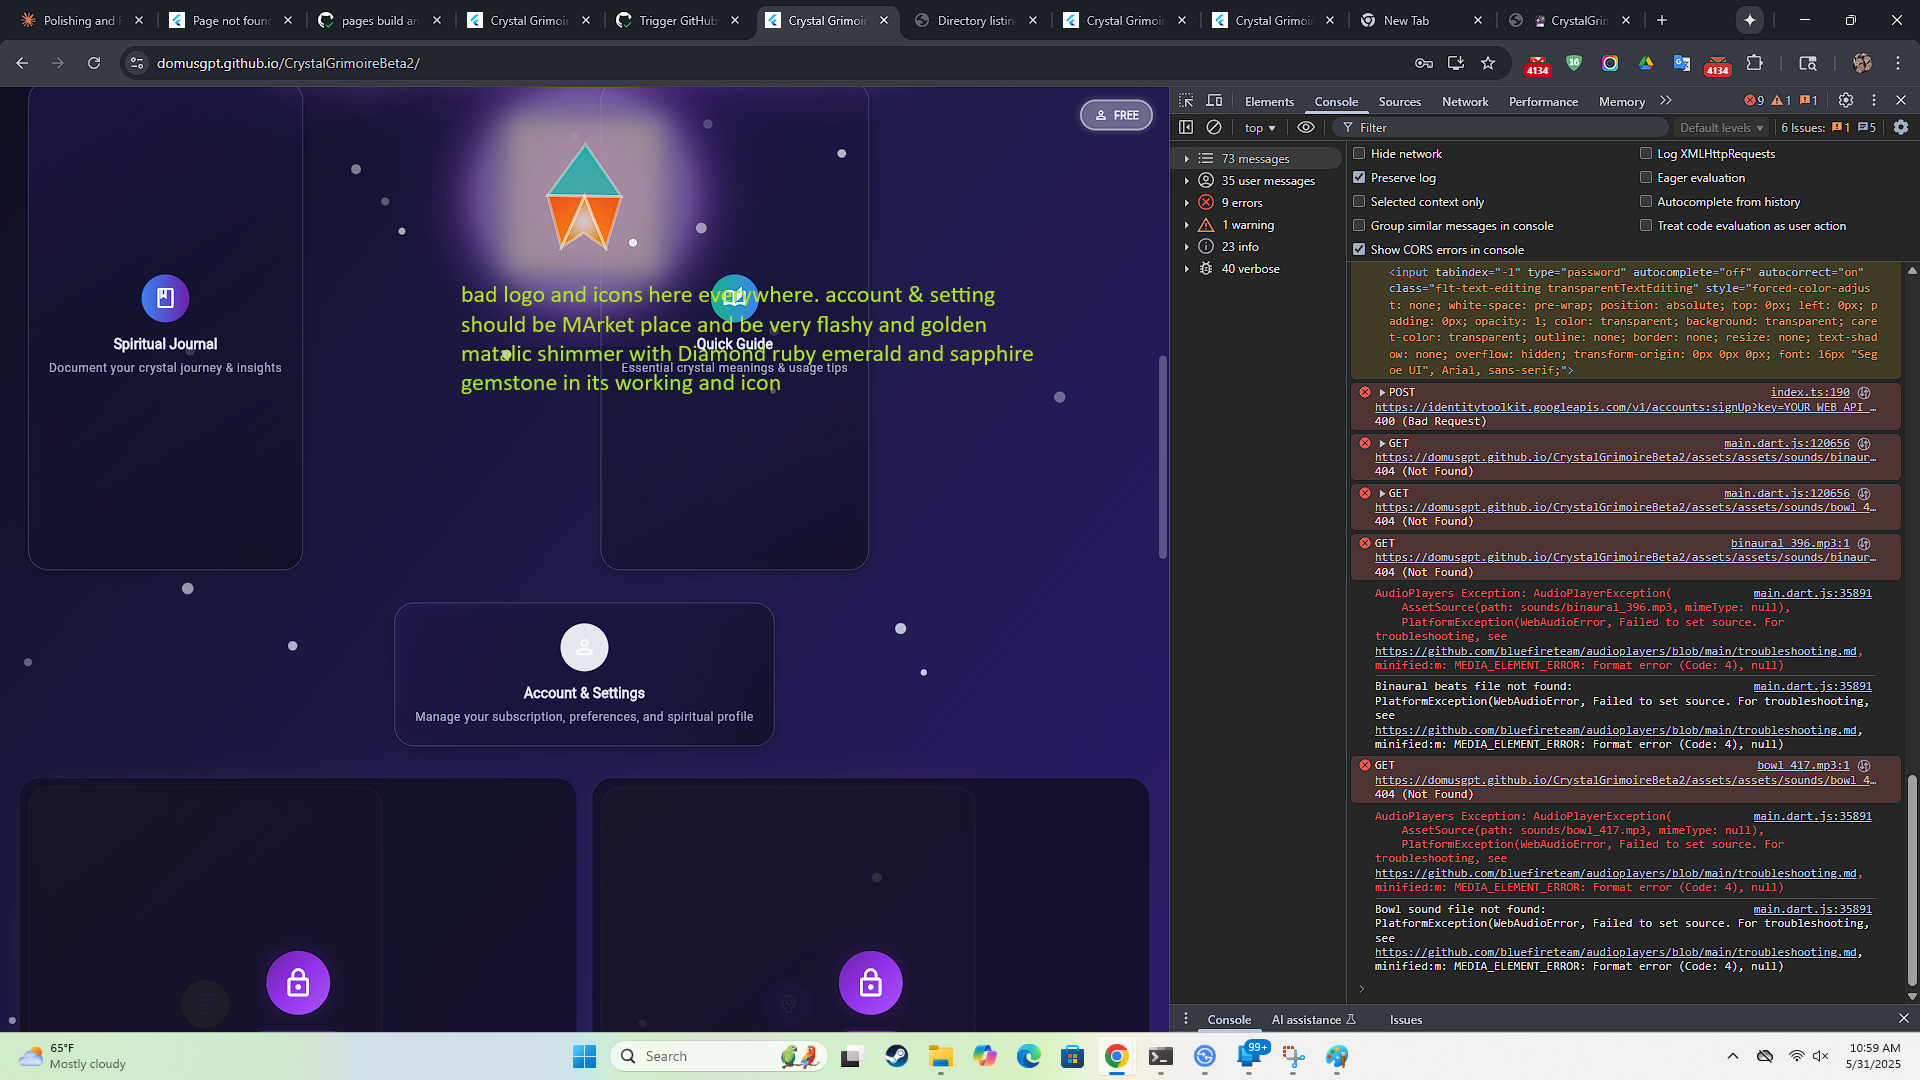 Polishing and R
Page not foun
pages build an
Crystal Grimoi
Trigger GitHub
Crystal Grimoi
Directory listin
Crystal Grimoi
Crystal Grimoi
New Tab
CrystalGrim
domusgpt.github.io/CrystalGrimoireBeta2/
4134
16
4134
FREE
bad logo and icons here everywhere. account & setting
should be MArket place and be very flashy and golden
matalic shimmer with Diamond ruby emerald and sapphire
gemstone in its working and icon
Spiritual Journal
Document your crystal journey & insights
Quick Guide
Essential crystal meanings & usage tips
Account & Settings
Manage your subscription, preferences, and spiritual profile
Elements
Console
Sources
Network
Performance
Memory
9
1
1
top
Filter
Default levels
6 Issues:
1
5
73 messages
35 user messages
9 errors
1 warning
23 info
40 verbose
Hide network
Log XMLHttpRequests
Preserve log
Eager evaluation
Selected context only
Autocomplete from history
Group similar messages in console
Treat code evaluation as user action
Show CORS errors in console
<input tabindex="-1" type="password" autocomplete="off" autocorrect="on"
class="flt-text-editing transparentTextEditing" style="forced-color-adju
st: none; white-space: pre-wrap; position: absolute; top: 0px; left: 0px; p
adding: 0px; opacity: 1; color: transparent; background: transparent; care
t-color: transparent; outline: none; border: none; resize: none; text-shad
ow: none; overflow: hidden; transform-origin: 0px 0px 0px; font: 16px "Seg
oe UI", Arial, sans-serif;">
POST
index.ts:190
https://identitytoolkit.googleapis.com/v1/accounts:signUp?key=YOUR_WEB_API_…
400 (Bad Request)
GET
main.dart.js:120656
https://domusgpt.github.io/CrystalGrimoireBeta2/assets/assets/sounds/binaur…
404 (Not Found)
GET
main.dart.js:120656
https://domusgpt.github.io/CrystalGrimoireBeta2/assets/assets/sounds/bowl_4…
404 (Not Found)
GET
binaural_396.mp3:1
https://domusgpt.github.io/CrystalGrimoireBeta2/assets/assets/sounds/binaur…
404 (Not Found)
AudioPlayers Exception: AudioPlayerException(
main.dart.js:35891
AssetSource(path: sounds/binaural_396.mp3, mimeType: null),
PlatformException(WebAudioError, Failed to set source. For
troubleshooting, see
https://github.com/bluefireteam/audioplayers/blob/main/troubleshooting.md,
minified:m: MEDIA_ELEMENT_ERROR: Format error (Code: 4), null)
Binaural beats file not found:
main.dart.js:35891
PlatformException(WebAudioError, Failed to set source. For troubleshooting,
see
https://github.com/bluefireteam/audioplayers/blob/main/troubleshooting.md,
minified:m: MEDIA_ELEMENT_ERROR: Format error (Code: 4), null)
GET
bowl_417.mp3:1
https://domusgpt.github.io/CrystalGrimoireBeta2/assets/assets/sounds/bowl_4…
404 (Not Found)
AudioPlayers Exception: AudioPlayerException(
main.dart.js:35891
AssetSource(path: sounds/bowl_417.mp3, mimeType: null),
PlatformException(WebAudioError, Failed to set source. For
troubleshooting, see
https://github.com/bluefireteam/audioplayers/blob/main/troubleshooting.md,
minified:m: MEDIA_ELEMENT_ERROR: Format error (Code: 4), null)
Bowl sound file not found:
main.dart.js:35891
PlatformException(WebAudioError, Failed to set source. For troubleshooting,
see
https://github.com/bluefireteam/audioplayers/blob/main/troubleshooting.md,
minified:m: MEDIA_ELEMENT_ERROR: Format error (Code: 4), null)
Console
AI assistance
Issues
65°F
Mostly cloudy
Search
99+
10:59 AM
5/31/2025